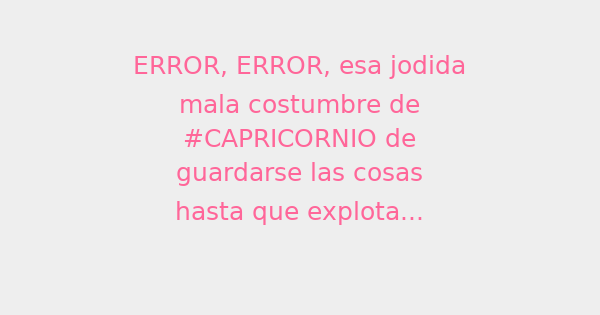 ERROR, ERROR, esa jodida
mala costumbre de
#CAPRICORNIO de
guardarse las cosas
hasta que explota...